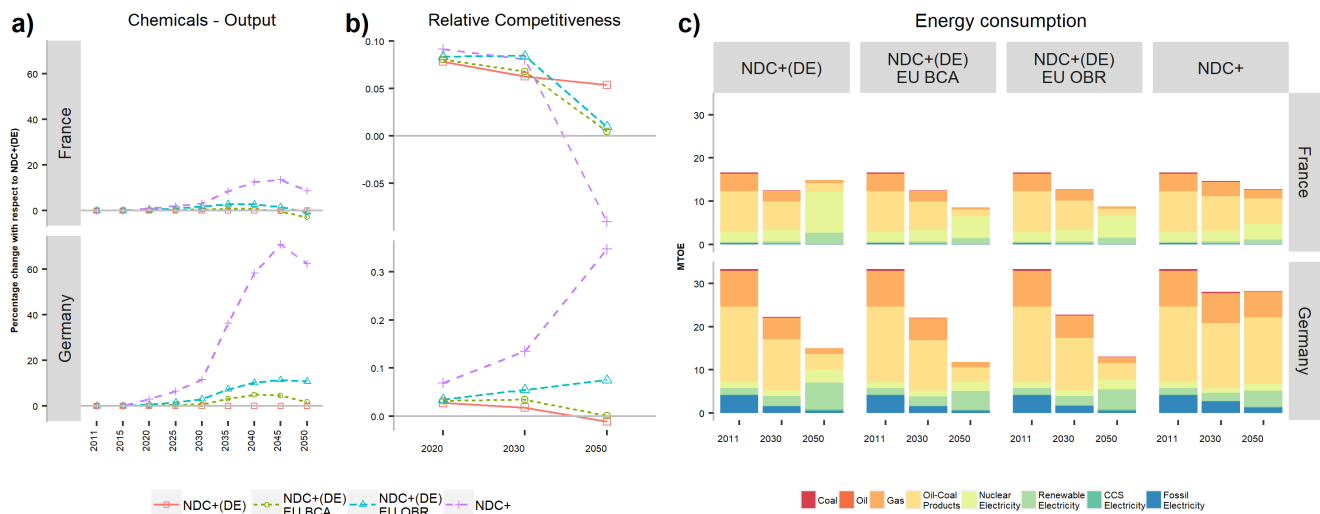 a)
Chemicals - Output
b)
Relative Competitiveness
c)
Energy consumption
Percentage change with respect to NDC+(DE)
France
60
40
20
0
Germany
60
40
20
0
2011
2015
2020
2025
2030
2035
2040
2045
2050
0.10
0.05
0.00
-0.05
0.3
0.2
0.1
0.0
2020
2030
2050
NDC+(DE)
NDC+(DE)
EU BCA
NDC+(DE)
EU OBR
NDC+
MTOE
30
20
10
0
France
30
20
10
0
Germany
2011
2030
2050
2011
2030
2050
2011
2030
2050
2011
2030
2050
NDC+(DE)
NDC+(DE)
EU BCA
NDC+(DE)
EU OBR
NDC+
Coal
Oil
Gas
Oil-Coal
Products
Nuclear
Electricity
Renewable
Electricity
CCS
Electricity
Fossil
Electricity